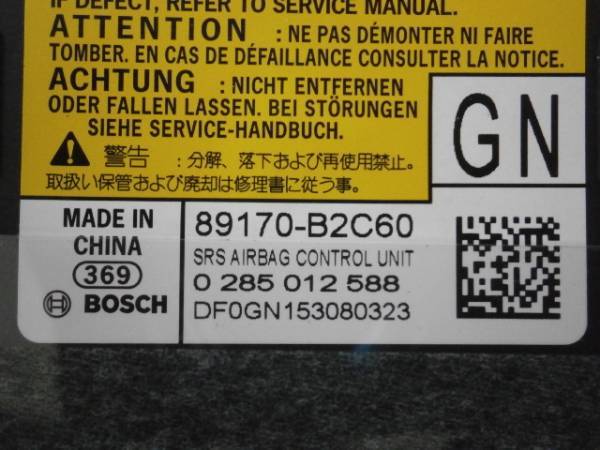 IF DEFECT, REFER TO SERVICE MANUAL.
ATTENTION : NE PAS DÉMONTER NI FAIRE
TOMBER. EN CAS DE DÉFAILLANCE CONSULTER LA NOTICE.
ACHTUNG : NICHT ENTFERNEN
ODER FALLEN LASSEN. BEI STÖRUNGEN
SIEHE SERVICE-HANDBUCH.
警告 : 分解、落下および再使用禁止。
取扱い保管および廃却は修理書に従う事。
GN
MADE IN
CHINA
369
BOSCH
89170-B2C60
SRS AIRBAG CONTROL UNIT
0 285 012 588
DF0GN153080323